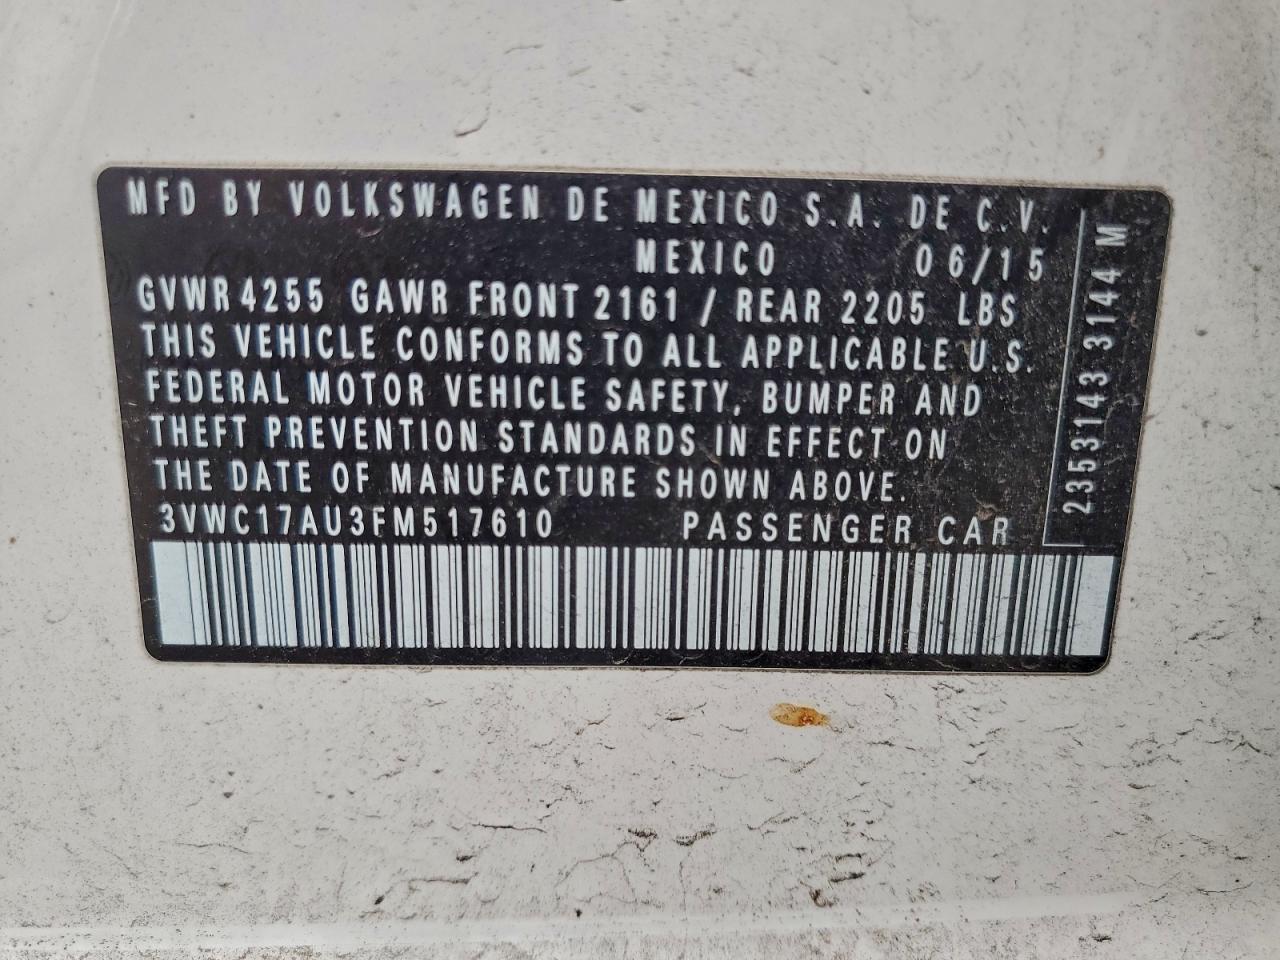 MFD BY VOLKSWAGEN DE MEXICO S.A. DE C.V.
MEXICO 06/15
GVWR 4255 GAWR FRONT 2161 / REAR 2205 LBS
THIS VEHICLE CONFORMS TO ALL APPLICABLE U.S.
FEDERAL MOTOR VEHICLE SAFETY, BUMPER AND
THEFT PREVENTION STANDARDS IN EFFECT ON
THE DATE OF MANUFACTURE SHOWN ABOVE.
3VWC17AU3FM517610 PASSENGER CAR
2353143 3144 M